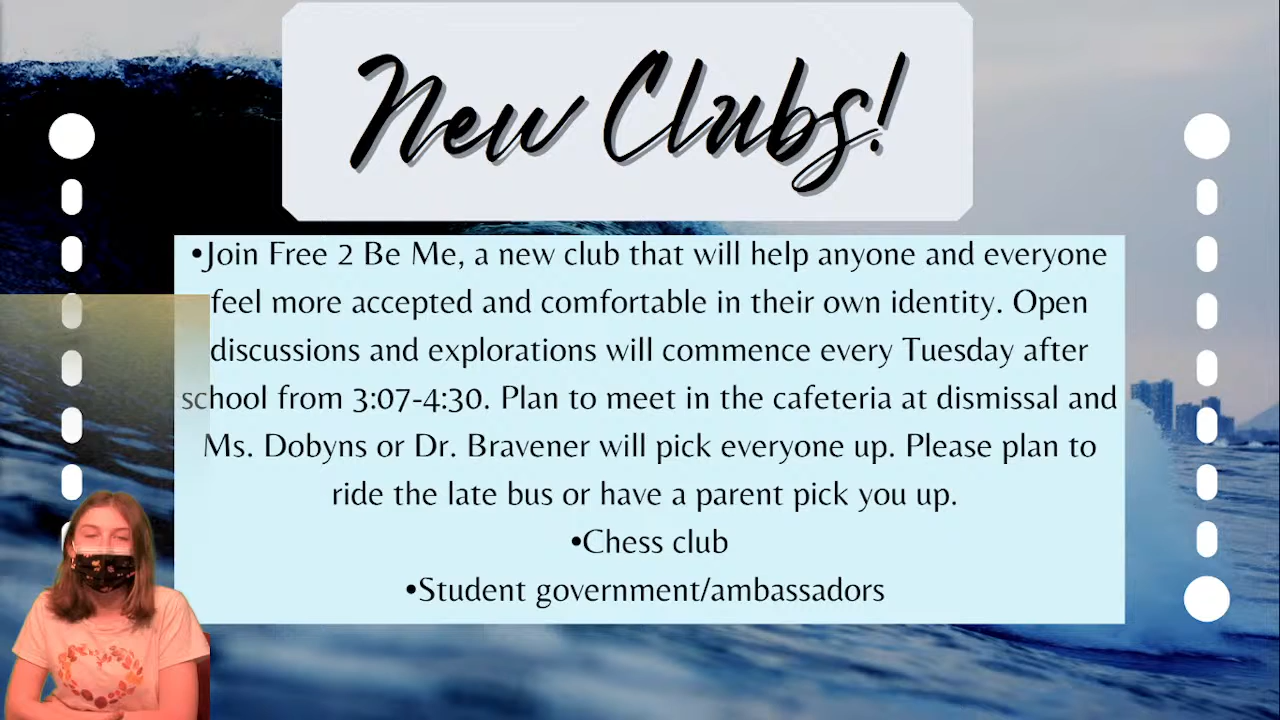 New Clubs!
•Join Free 2 Be Me, a new club that will help anyone and everyone
feel more accepted and comfortable in their own identity. Open
discussions and explorations will commence every Tuesday after
school from 3:07-4:30. Plan to meet in the cafeteria at dismissal and
Ms. Dobyns or Dr. Bravener will pick everyone up. Please plan to
ride the late bus or have a parent pick you up.
•Chess club
•Student government/ambassadors